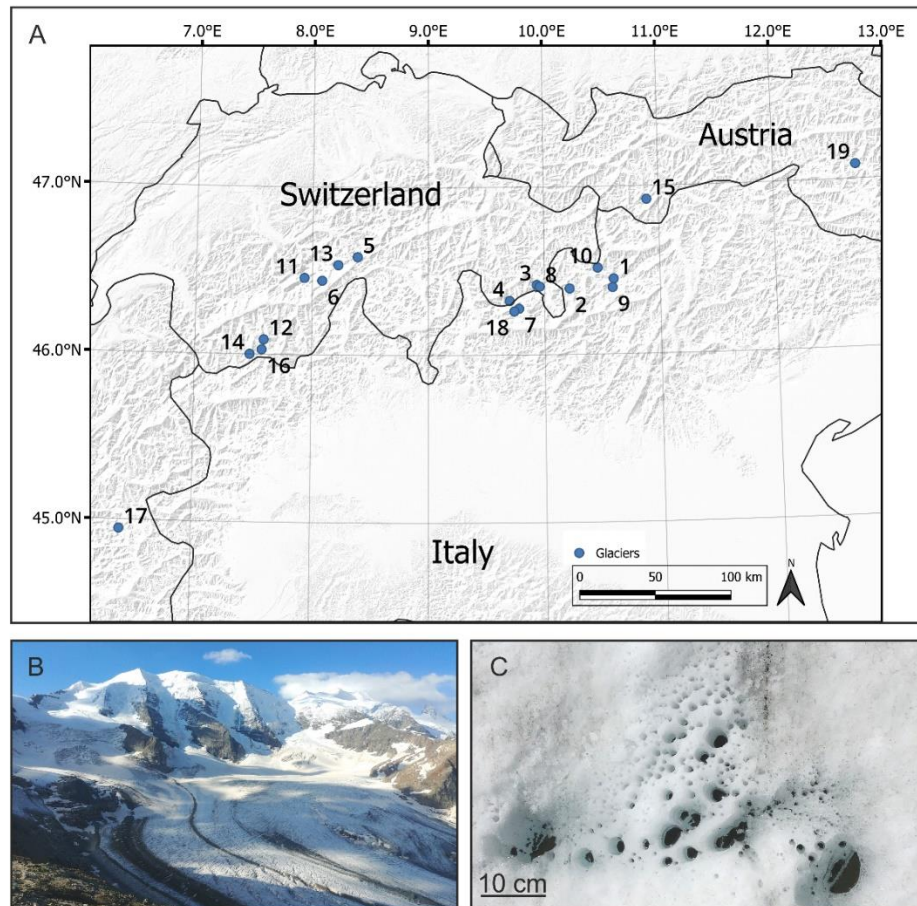 A
7.0°E 8.0°E 9.0°E 10.0°E 11.0°E 12.0°E 13.0°E
47.0°N
46.0°N
45.0°N
Austria
19
15
Switzerland
13 5
11
6
10 1
3 8
4
2 9
18 7
12
14
16
17
Italy
Glaciers
N
0 50 100 km
B
C
10 cm